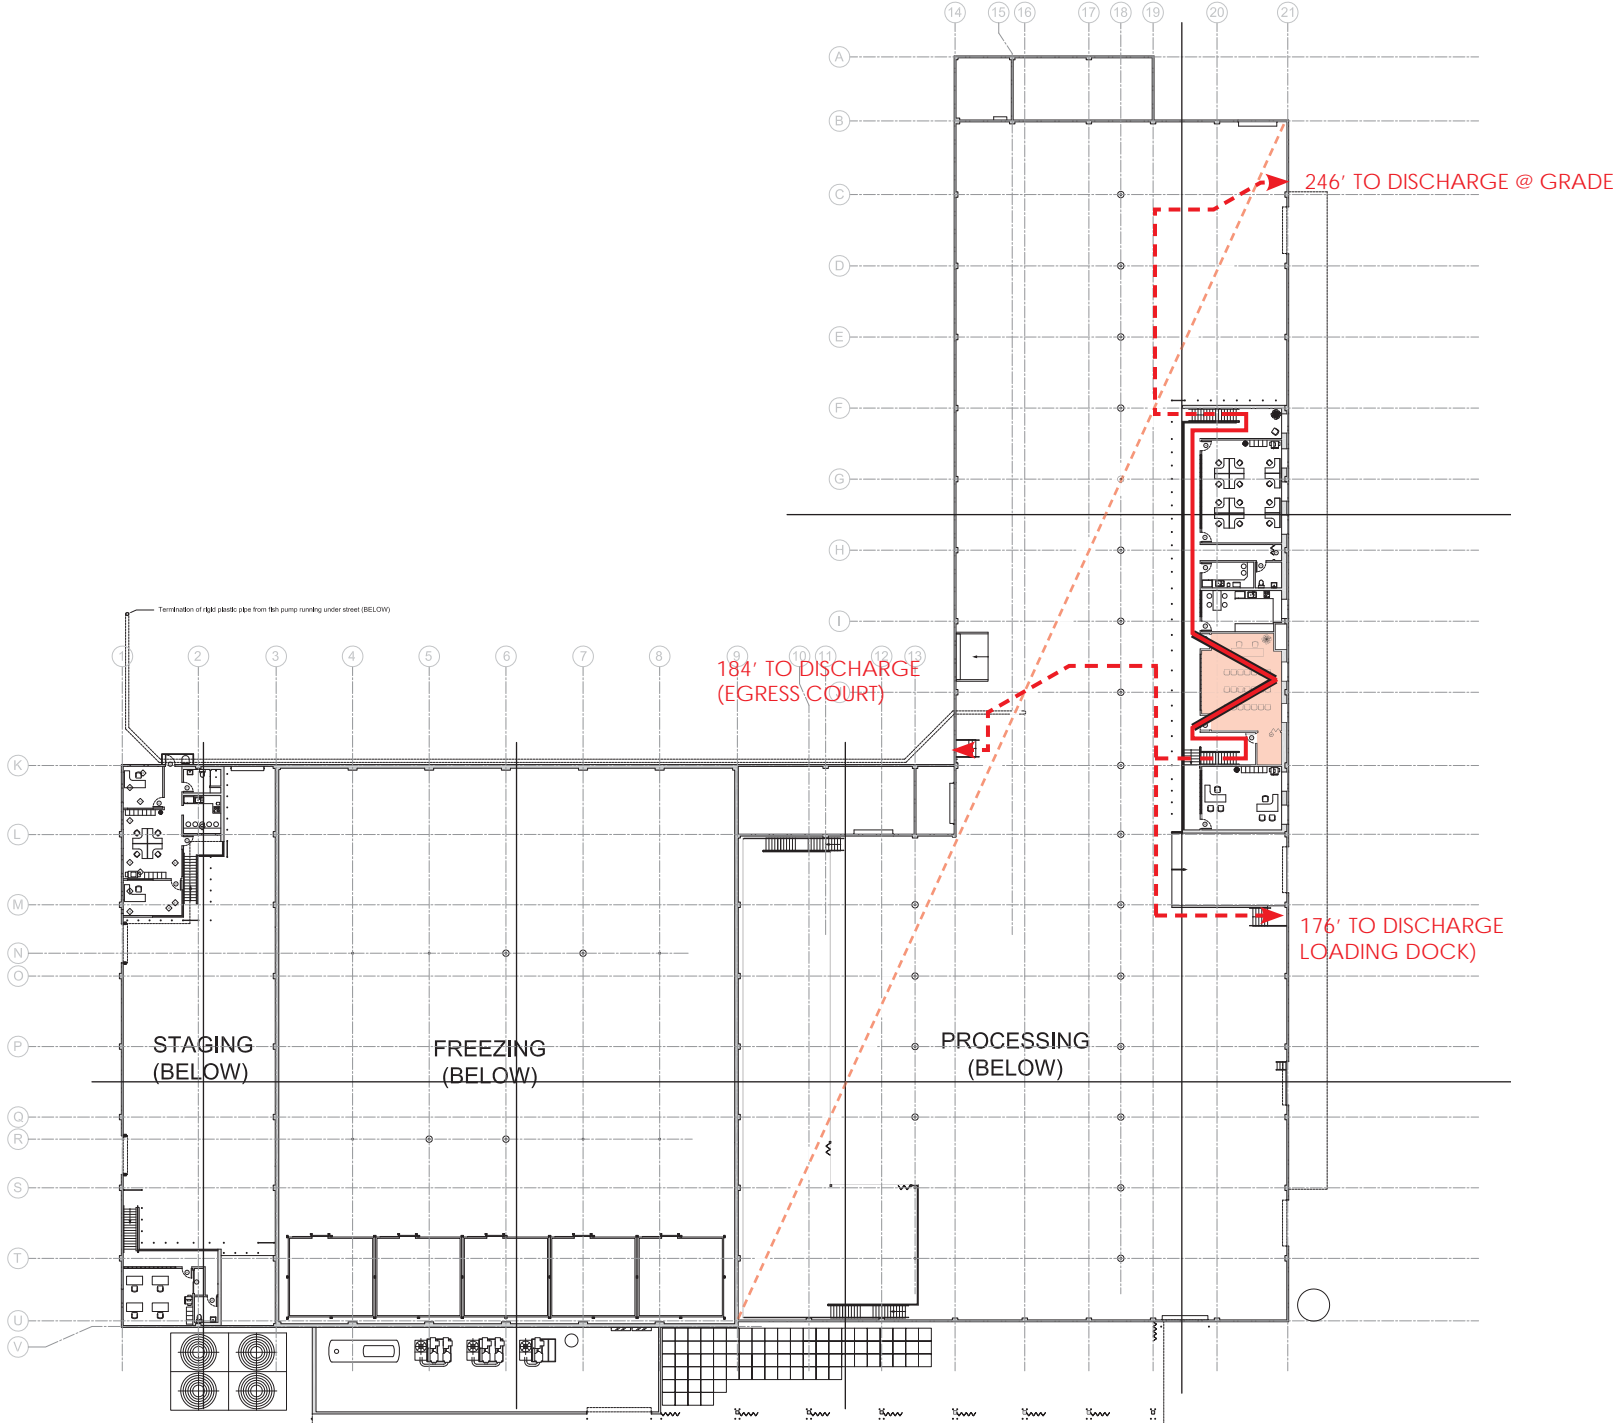 14 15 16 17 18 19 20 21
A
B
C
246' TO DISCHARGE @ GRADE
D
E
F
G
H
Termination of rigid plastic pipe from fish pump running under street (BELOW)
I
1 2 3 4 5 6 7 8 9 10 11 12 13
184' TO DISCHARGE
(EGRESS COURT)
K
L
M
176' TO DISCHARGE
LOADING DOCK)
N
O
STAGING
(BELOW)
FREEZING
(BELOW)
PROCESSING
(BELOW)
P
Q
R
S
T
U
V